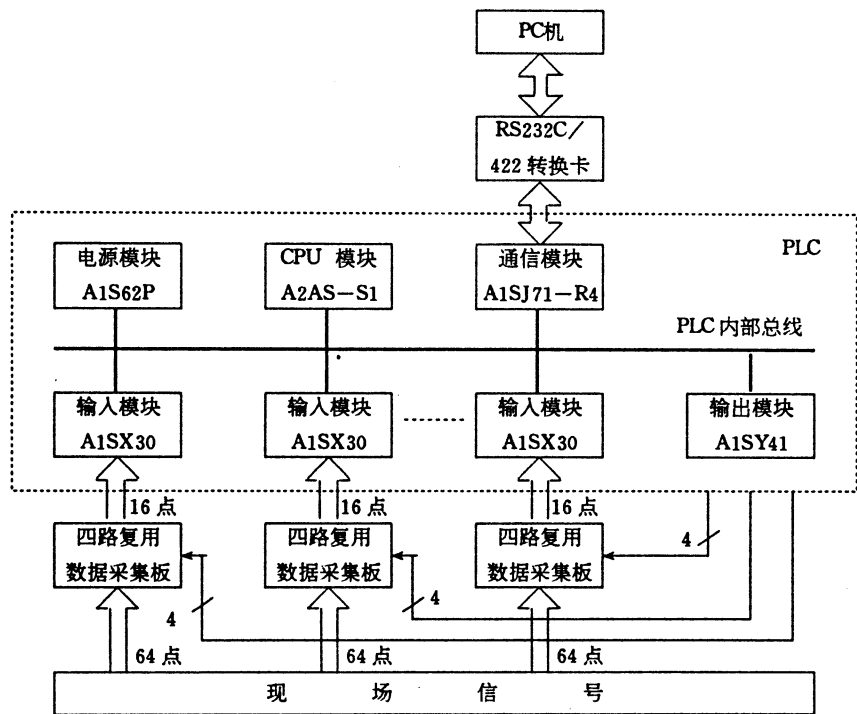 PC机
RS232C/
422 转换卡
PLC
电源模块
A1S62P
CPU 模块
A2AS-S1
通信模块
A1SJ71-R4
PLC 内部总线
输入模块
A1SX30
输入模块
A1SX30
输入模块
A1SX30
输出模块
A1SY41
16 点
16 点
16 点
四路复用
数据采集板
四路复用
数据采集板
四路复用
数据采集板
4
4
4
64 点
64 点
64 点
现 场 信 号